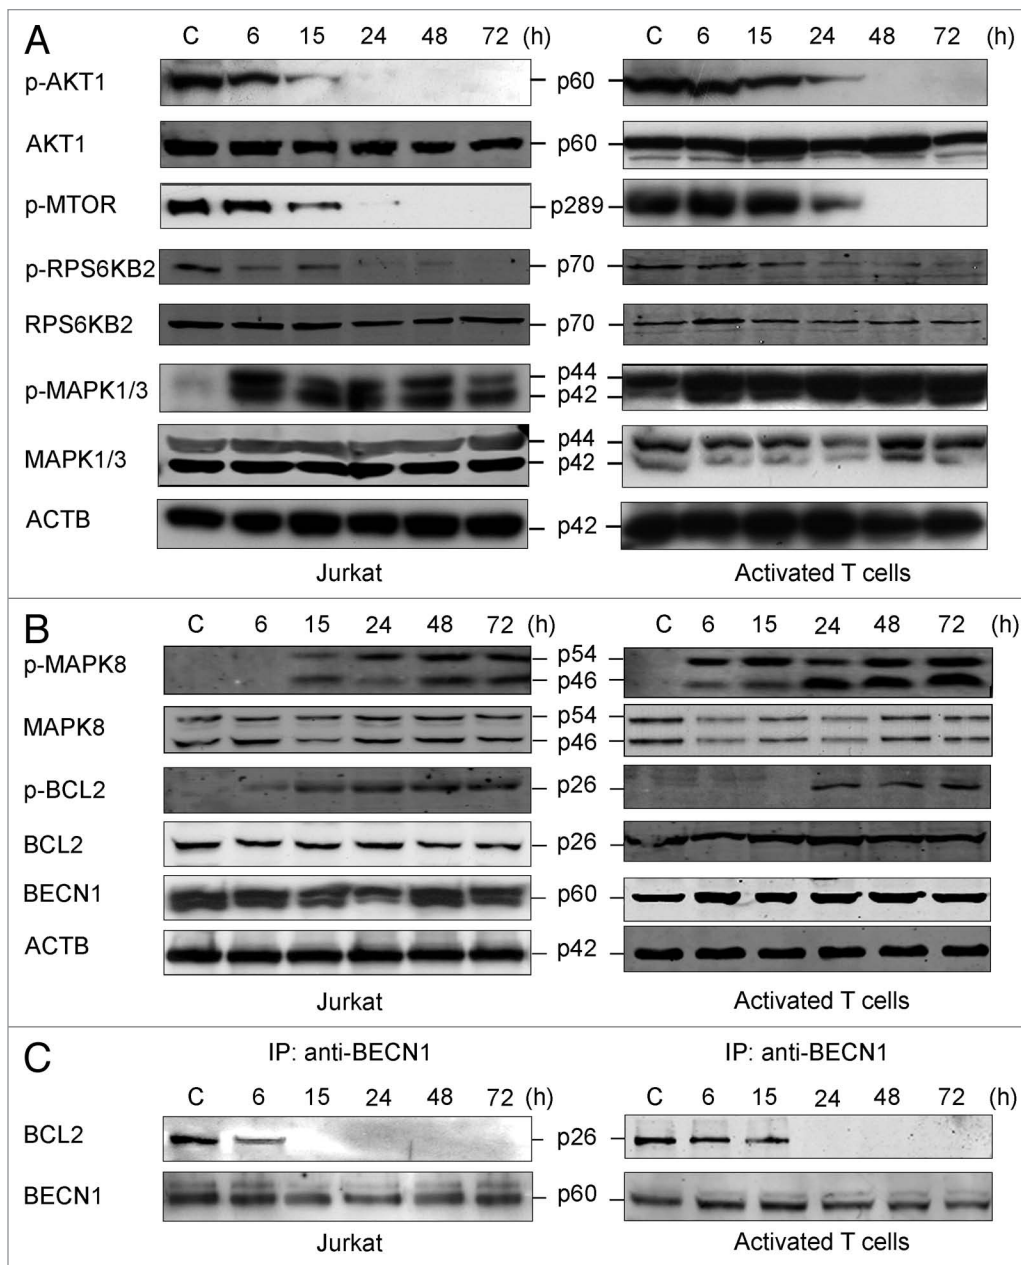 A
C 6 15 24 48 72 (h) C 6 15 24 48 72 (h)
p-AKT1 p60
AKT1 p60
p-MTOR p289
p-RPS6KB2 p70
RPS6KB2 p70
p-MAPK1/3 p44
p42
MAPK1/3 p44
p42
ACTB p42
Jurkat Activated T cells
B
C 6 15 24 48 72 (h) C 6 15 24 48 72 (h)
p-MAPK8 p54
p46
MAPK8 p54
p46
p-BCL2 p26
BCL2 p26
BECN1 p60
ACTB p42
Jurkat Activated T cells
C IP: anti-BECN1 IP: anti-BECN1
C 6 15 24 48 72 (h) C 6 15 24 48 72 (h)
BCL2 p26
BECN1 p60
Jurkat Activated T cells